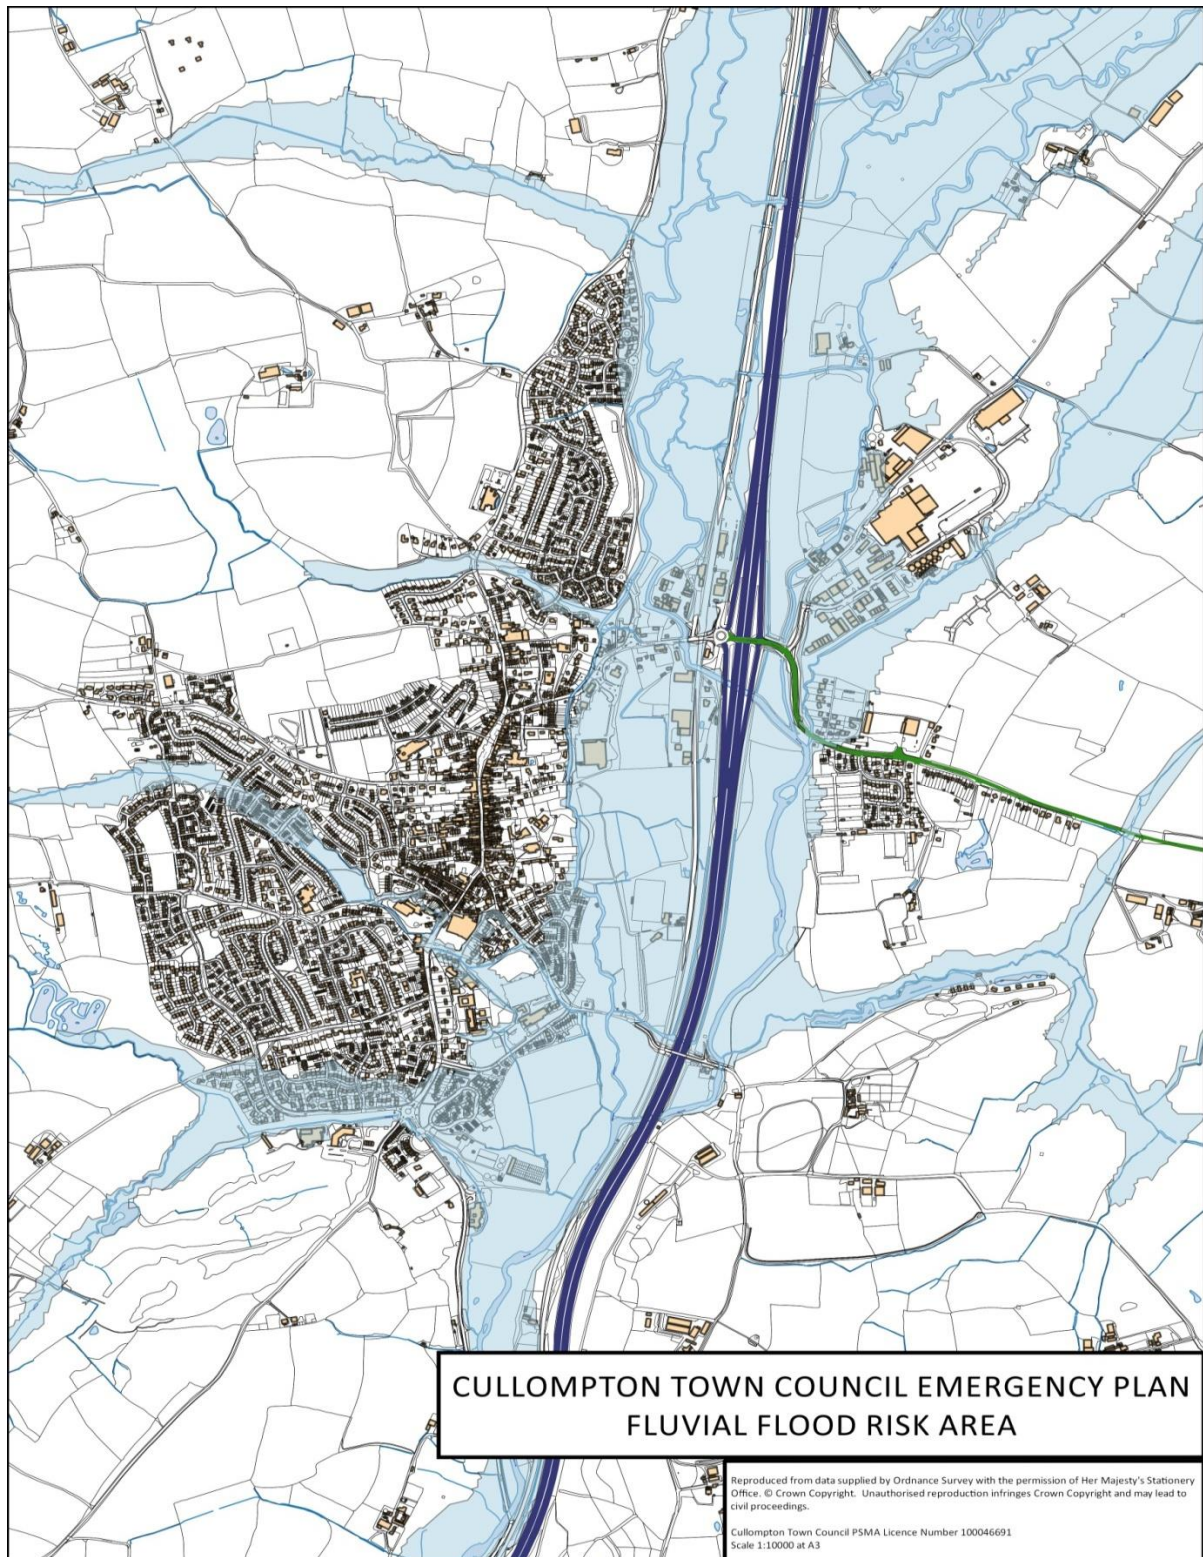 CULLOMPTON TOWN COUNCIL EMERGENCY PLAN
FLUVIAL FLOOD RISK AREA
Reproduced from data supplied by Ordnance Survey with the permission of Her Majesty's Stationery
Office. © Crown Copyright.  Unauthorised reproduction infringes Crown Copyright and may lead to
civil proceedings.
Cullompton Town Council PSMA Licence Number 100046691
Scale 1:10000 at A3